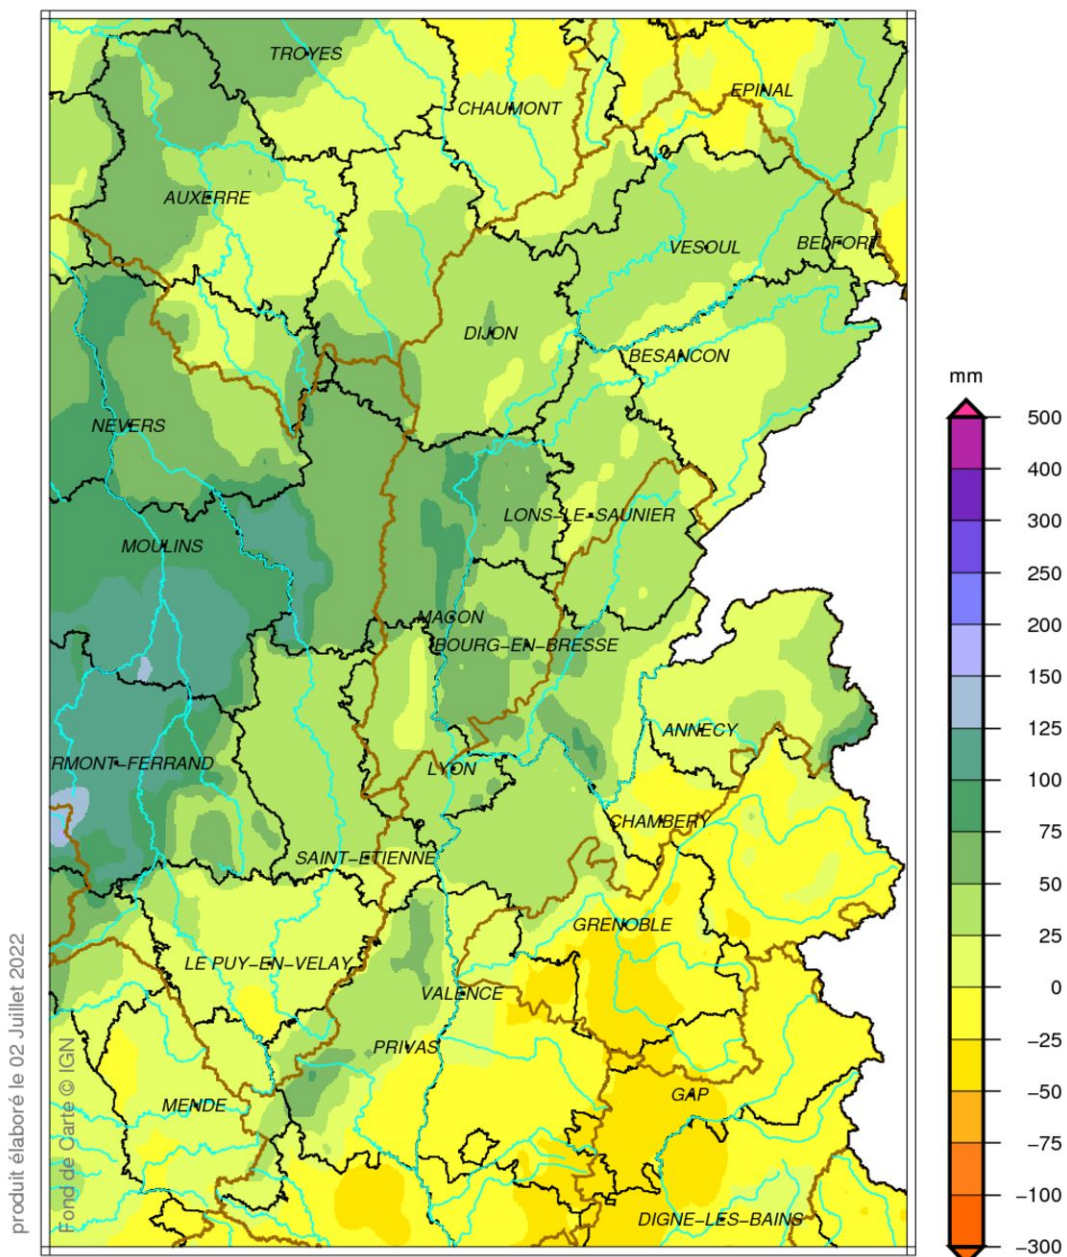 TROYES
EPINAL
CHAUMONT
AUXERRE
VESOUL
BELFORT
DIJON
BESANCON
NEVERS
LONS-LE-SAUNIER
MOULINS
MACON
BOURG-EN-BRESSE
ANNECY
RMONT-FERRAND
LYON
CHAMBERY
SAINT-ETIENNE
GRENOBLE
LE PUY-EN-VELAY
VALENCE
PRIVAS
GAP
MENDE
DIGNE-LES-BAINS
mm
500
400
300
250
200
150
125
100
75
50
25
0
-25
-50
-75
-100
-300
produit élaboré le 02 Juillet 2022
Fond de Carte © IGN